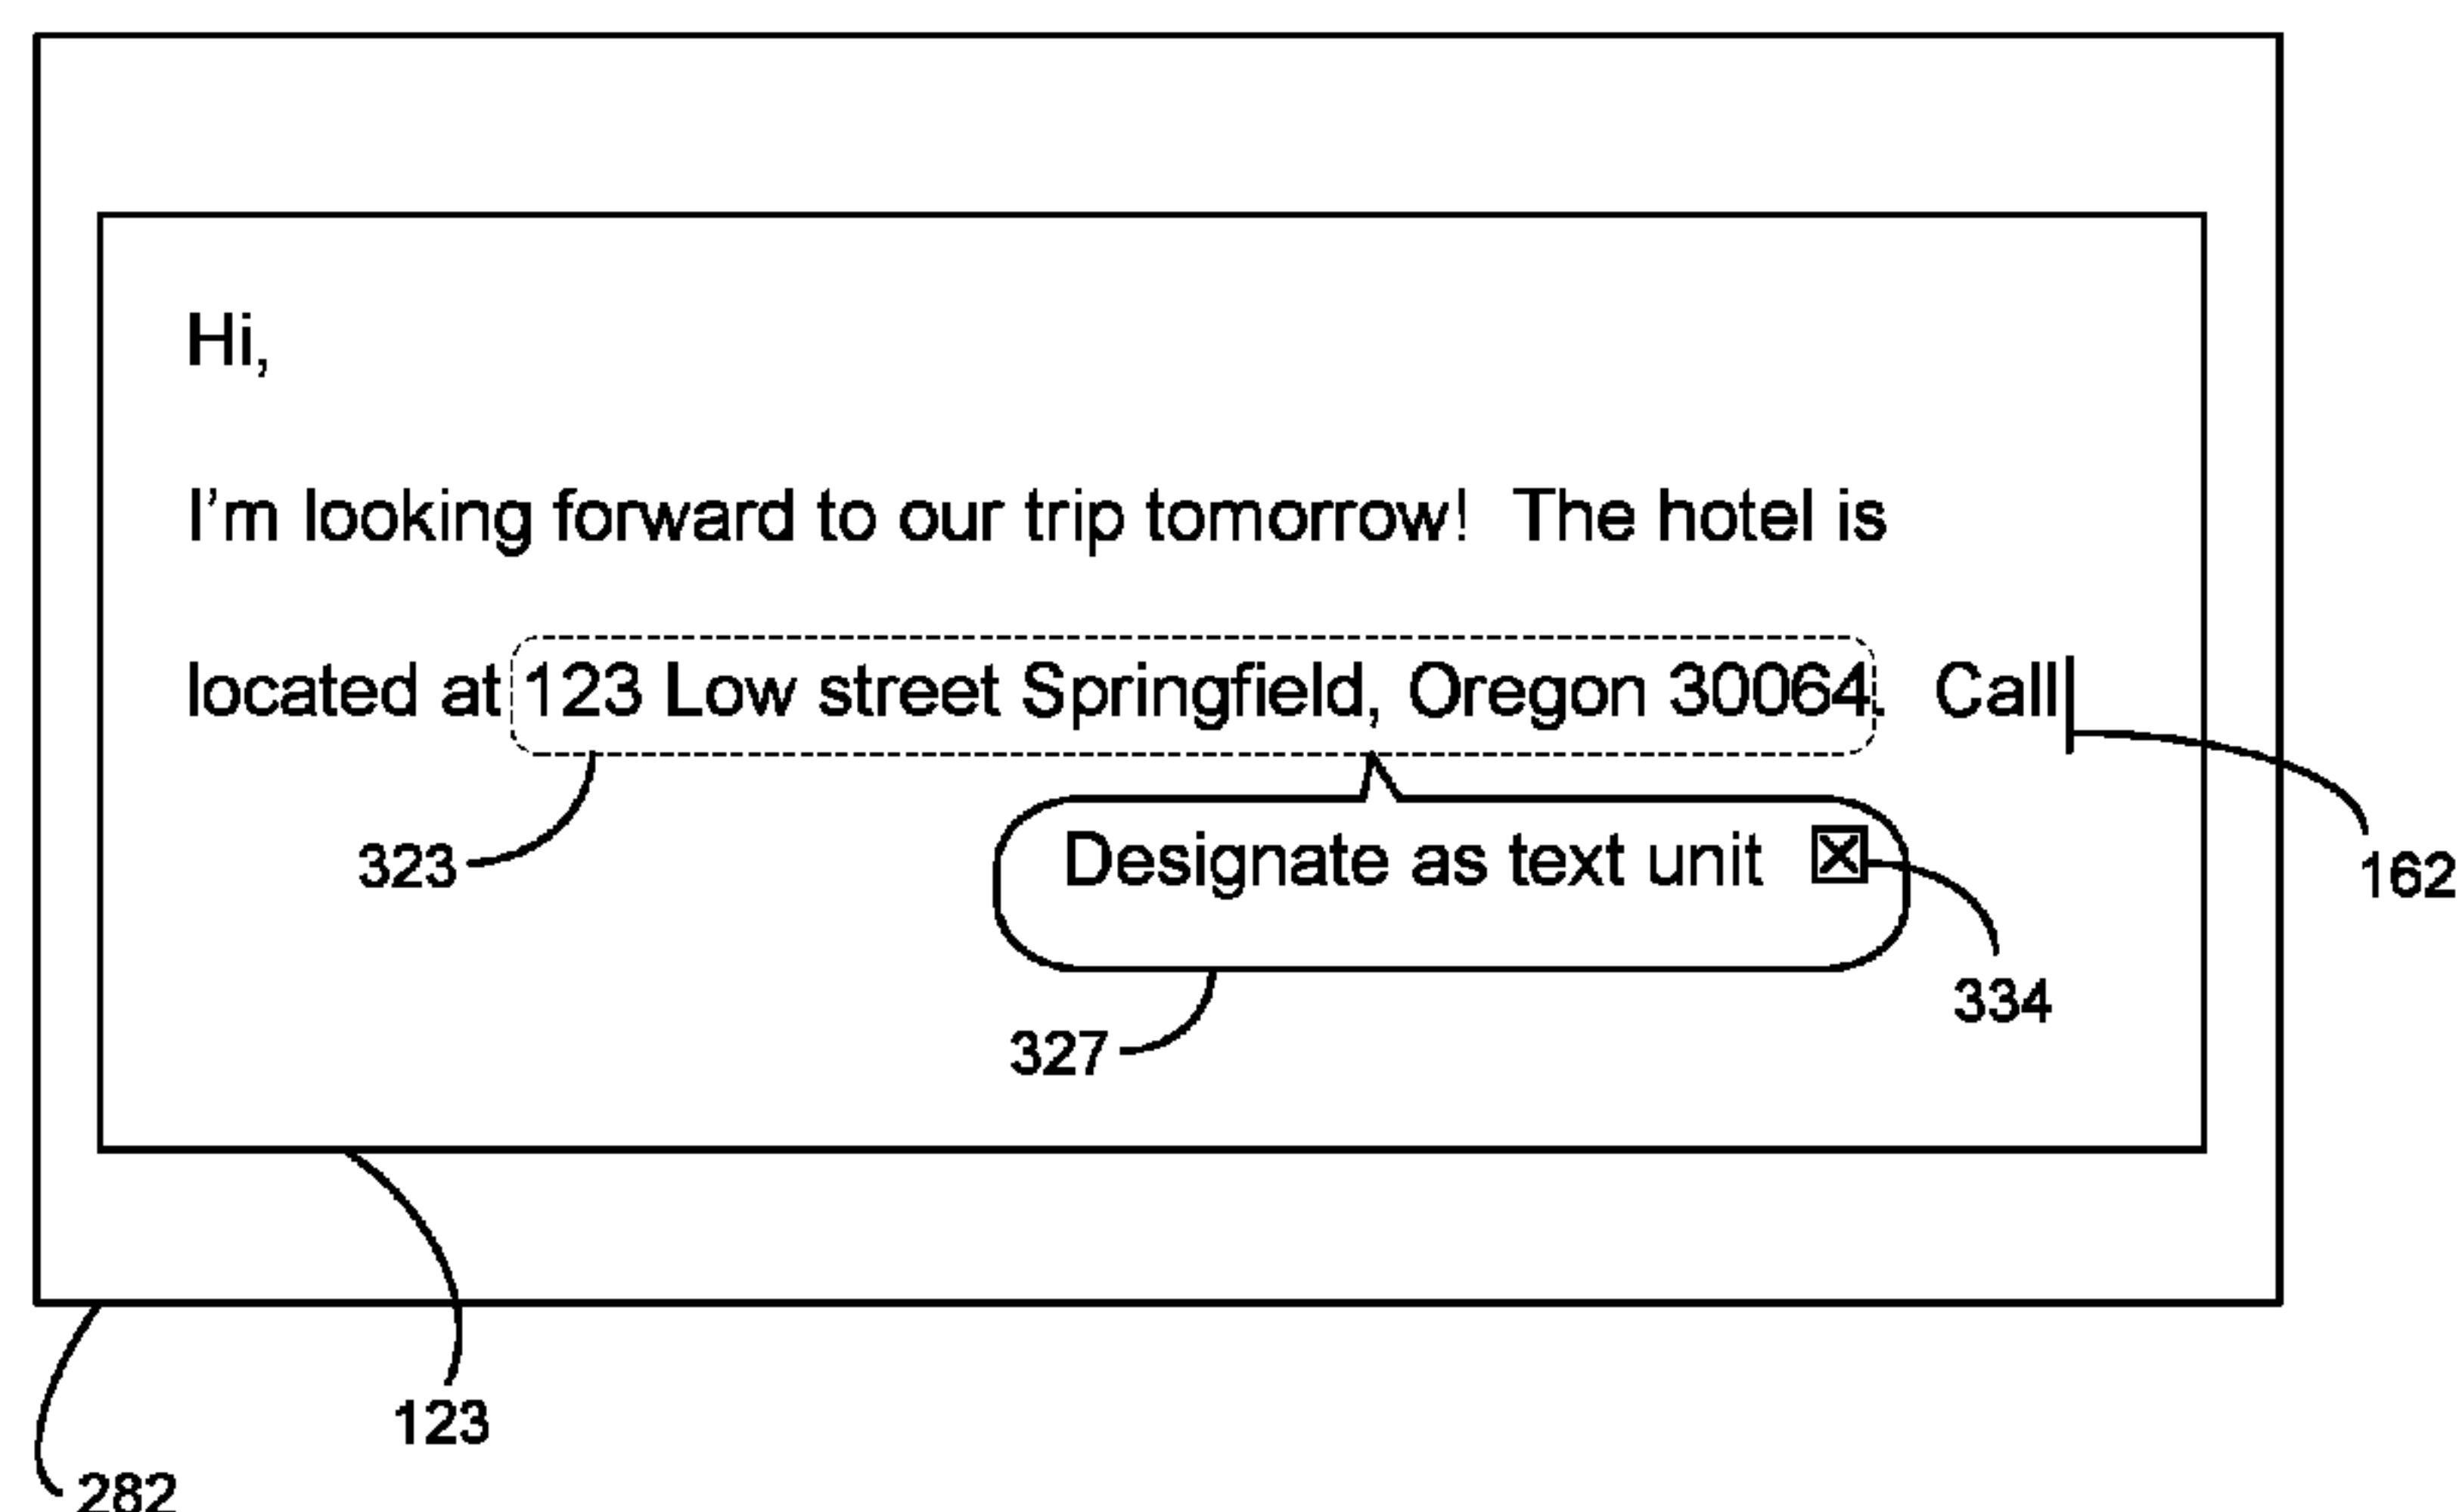 Hi,
I'm looking forward to our trip tomorrow!  The hotel is
located at 123 Low street Springfield, Oregon 30064.  Call
Designate as text unit
323
162
334
327
123
282